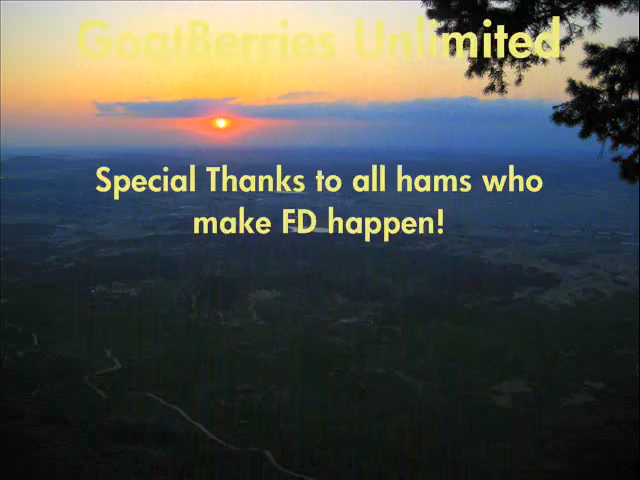 GoatBerries Unlimited
Special Thanks to all hams who
make FD happen!